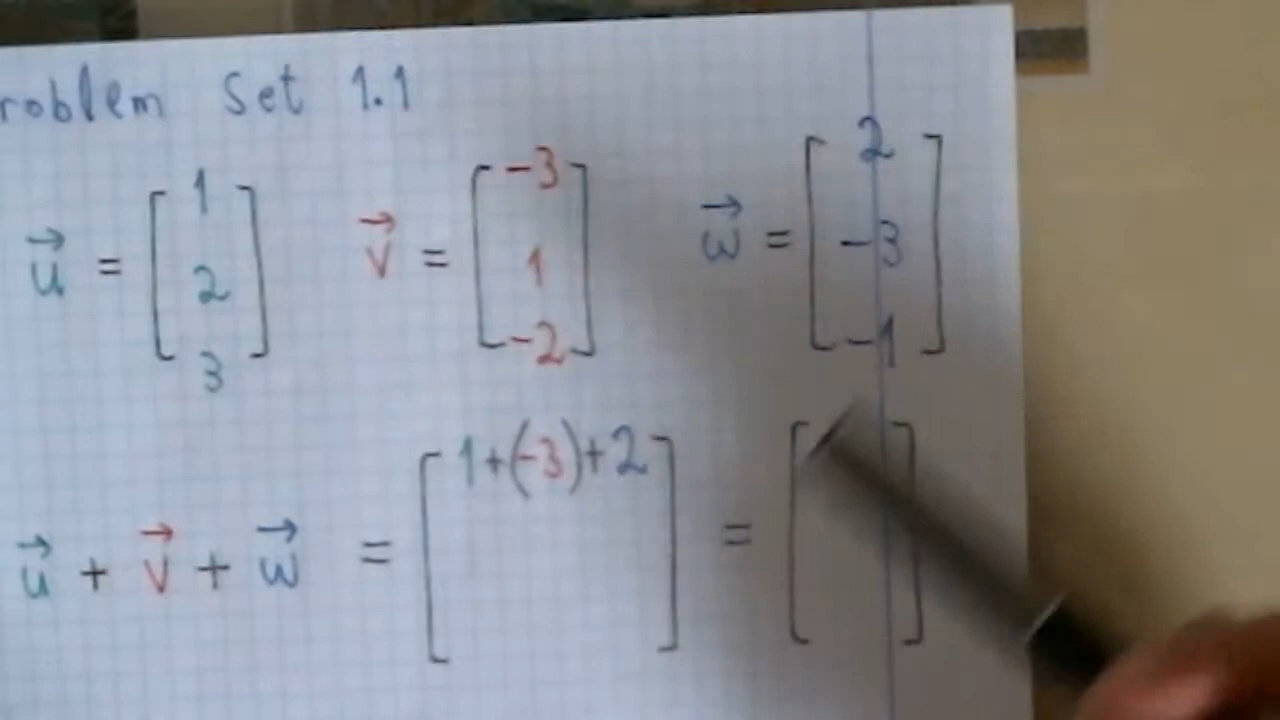 roblem Set 1.1
u⃗ = [1 2 3] v⃗ = [-3 1 -2] w⃗ = [2 -3 -1]
u⃗ + v⃗ + w⃗ = [1+(-3)+2] = [ ]